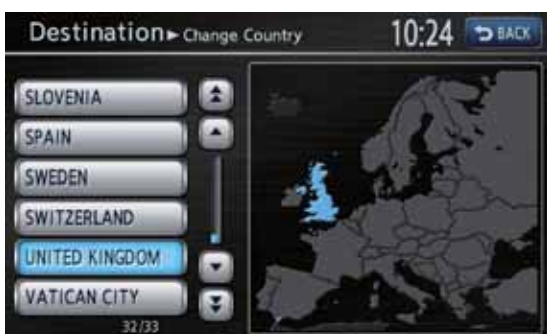 Destination ► Change Country 10:24 BACK
SLOVENIA
SPAIN
SWEDEN
SWITZERLAND
UNITED KINGDOM
VATICAN CITY
32/33